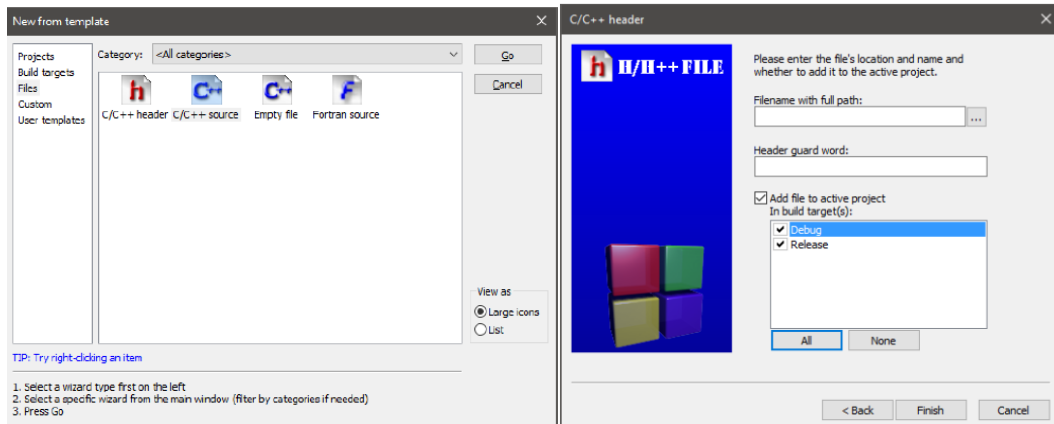 New from template
Projects
Build targets
Files
Custom
User templates
Category: <All categories>
C/C++ header C/C++ source Empty file Fortran source
Go
Cancel
View as
Large icons
List
TIP: Try right-clicking an item
1. Select a wizard type first on the left
2. Select a specific wizard from the main window (filter by categories if needed)
3. Press Go
C/C++ header
H/H++ FILE
Please enter the file's location and name and
whether to add it to the active project.
Filename with full path:
...
Header guard word:
Add file to active project
In build target(s):
Debug
Release
All None
< Back Finish Cancel